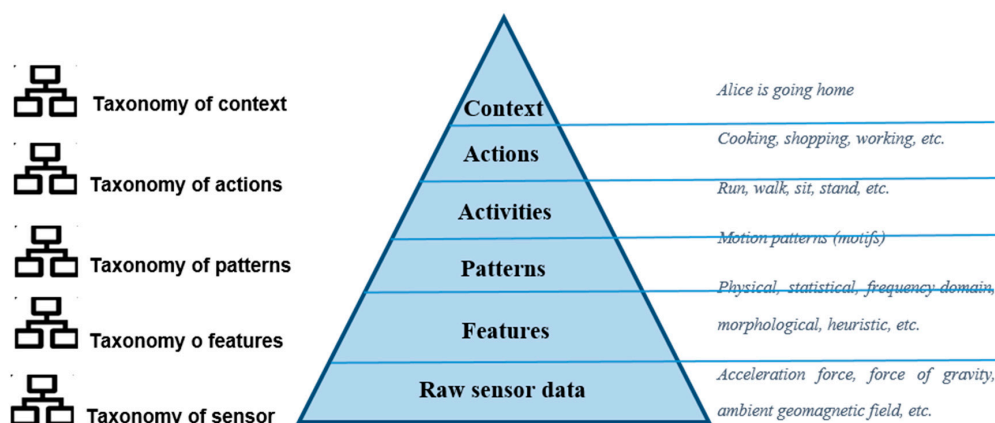 Taxonomy of context
Context
Alice is going home
Taxonomy of actions
Actions
Cooking, shopping, working, etc.
Activities
Run, walk, sit, stand, etc.
Taxonomy of patterns
Patterns
Motion patterns (motifs)
Taxonomy o features
Features
Physical, statistical, frequency domain,
morphological, heuristic, etc.
Taxonomy of sensor
Raw sensor data
Acceleration force, force of gravity,
ambient geomagnetic field, etc.